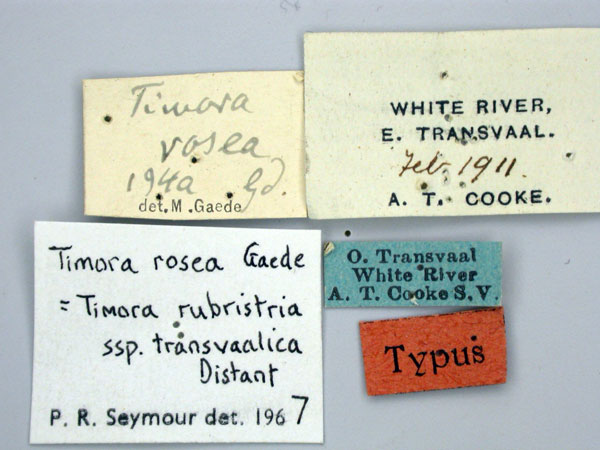 Timora
rosea
194a Gd.
det. M. Gaede
WHITE RIVER,
E. TRANSVAAL.
Feb. 1911.
A. T. COOKE.
Timora rosea Gaede
= Timora rubristria
ssp. transvaalica
Distant
P. R. Seymour det. 1967
O. Transvaal
White River
A. T. Cooke S.V.
Typus